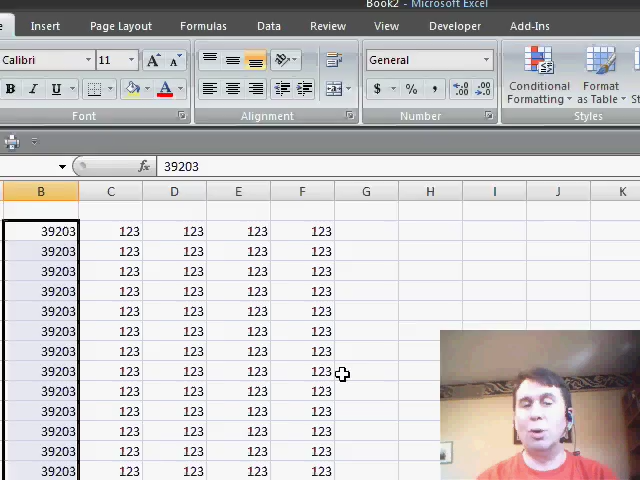 Book2 - Microsoft Excel
Insert Page Layout Formulas Data Review View Developer Add-Ins
Calibri 11 A A General
B I U A $ % , .00 .00 Conditional Format
Formatting as Table
Font Alignment Number Styles
fx 39203
B C D E F G H I J K
39203 123 123 123 123
39203 123 123 123 123
39203 123 123 123 123
39203 123 123 123 123
39203 123 123 123 123
39203 123 123 123 123
39203 123 123 123 123
39203 123 123 123 123
39203 123 123 123 123
39203 123 123 123 123
39203 123 123 123 123
39203 123 123 123 123
39203 123 123 123 123